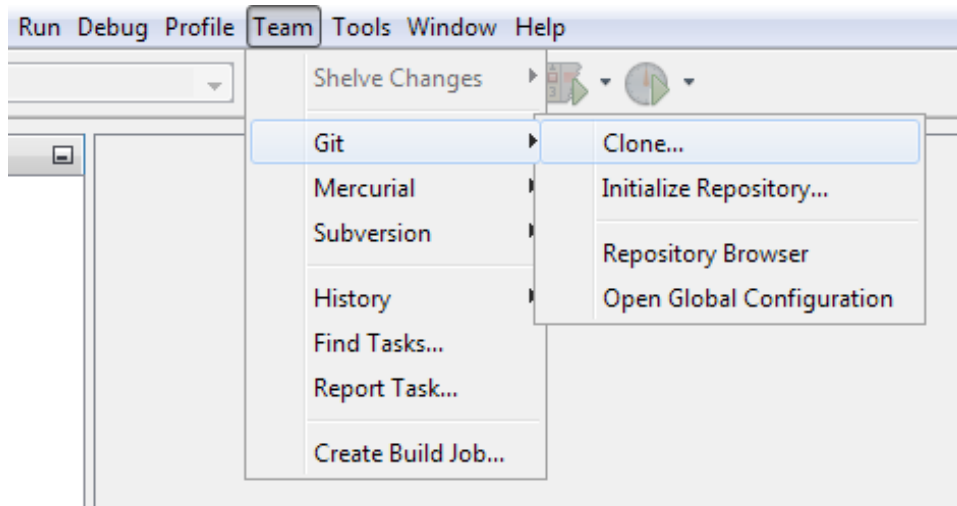 Run Debug Profile Team Tools Window Help
Shelve Changes
Git
Mercurial
Subversion
History
Find Tasks...
Report Task...
Create Build Job...
Clone...
Initialize Repository...
Repository Browser
Open Global Configuration